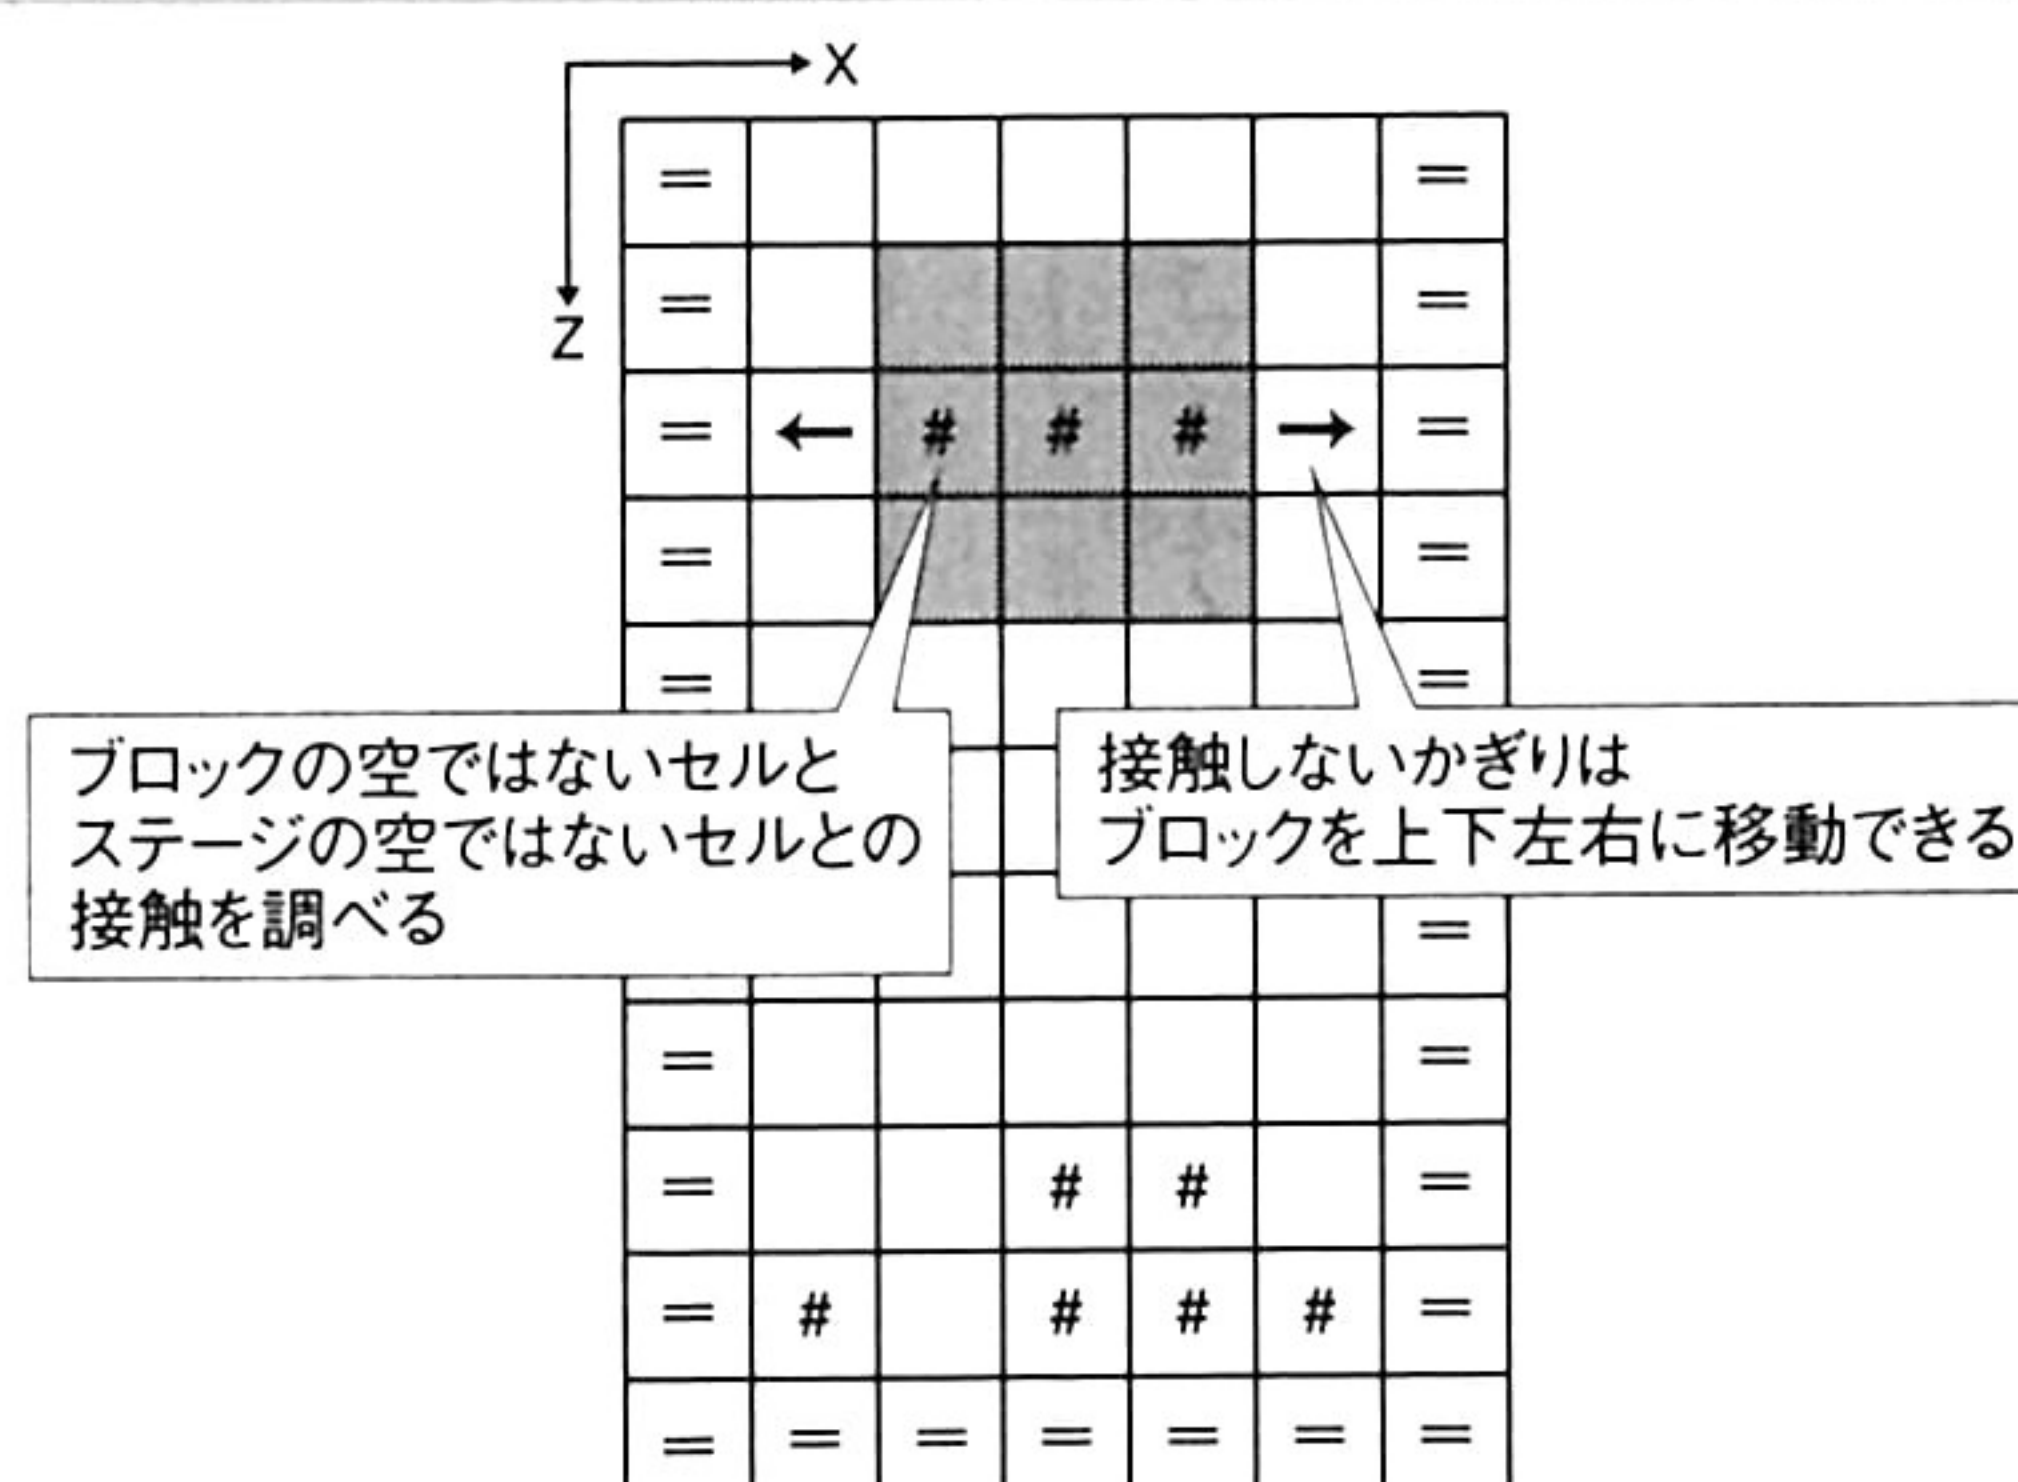 X
= =
Z
= =
= ← # # # → =
= =
= =
ブロックの空ではないセルと
ステージの空ではないセルとの
接触を調べる
接触しないかぎりは
ブロックを上下左右に移動できる
=
= =
= # # =
= # # # # =
= = = = = = =